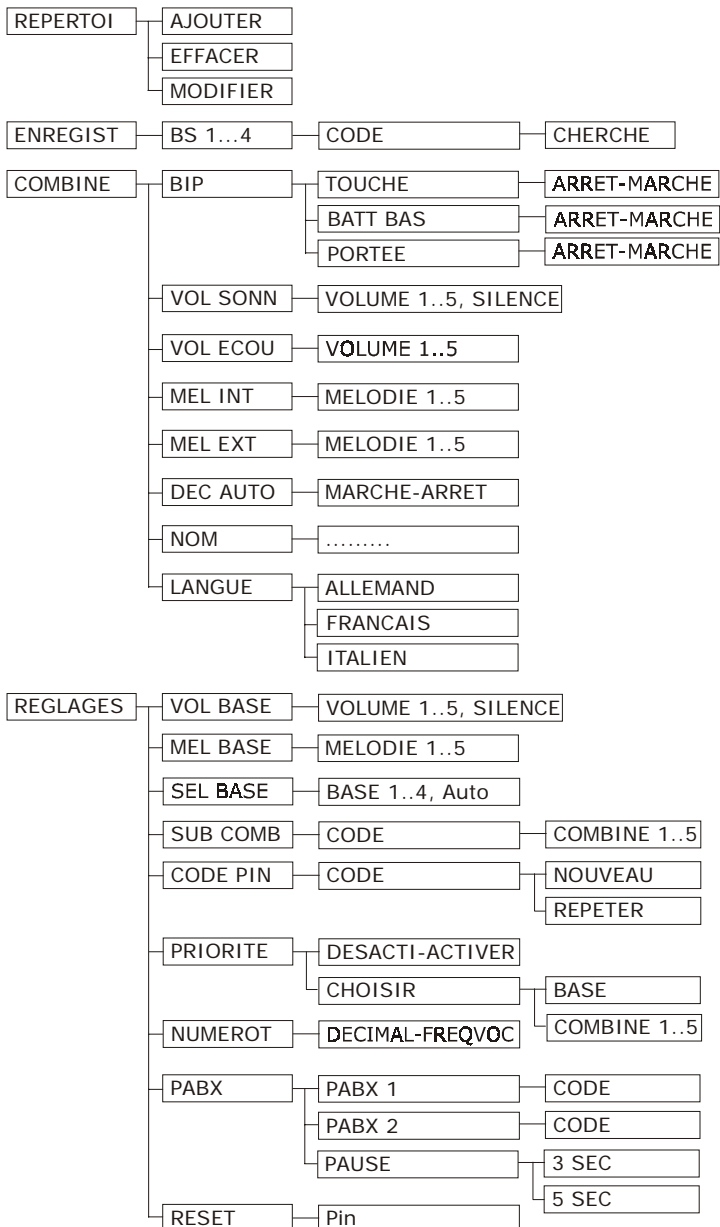 REPERTOI AJOUTER
EFFACER
MODIFIER
ENREGIST BS 1...4 CODE CHERCHE
COMBINE BIP TOUCHE ARRET-MARCHE
BATT BAS ARRET-MARCHE
PORTEE ARRET-MARCHE
VOL SONN VOLUME 1..5, SILENCE
VOL ECOU VOLUME 1..5
MEL INT MELODIE 1..5
MEL EXT MELODIE 1..5
DEC AUTO MARCHE-ARRET
NOM .........
LANGUE ALLEMAND
FRANCAIS
ITALIEN
REGLAGES VOL BASE VOLUME 1..5, SILENCE
MEL BASE MELODIE 1..5
SEL BASE BASE 1..4, Auto
SUB COMB CODE COMBINE 1..5
CODE PIN CODE NOUVEAU
REPETER
PRIORITE DESACTI-ACTIVER
CHOISIR BASE
COMBINE 1..5
NUMEROT DECIMAL-FREQVOC
PABX PABX 1 CODE
PABX 2 CODE
PAUSE 3 SEC
5 SEC
RESET Pin